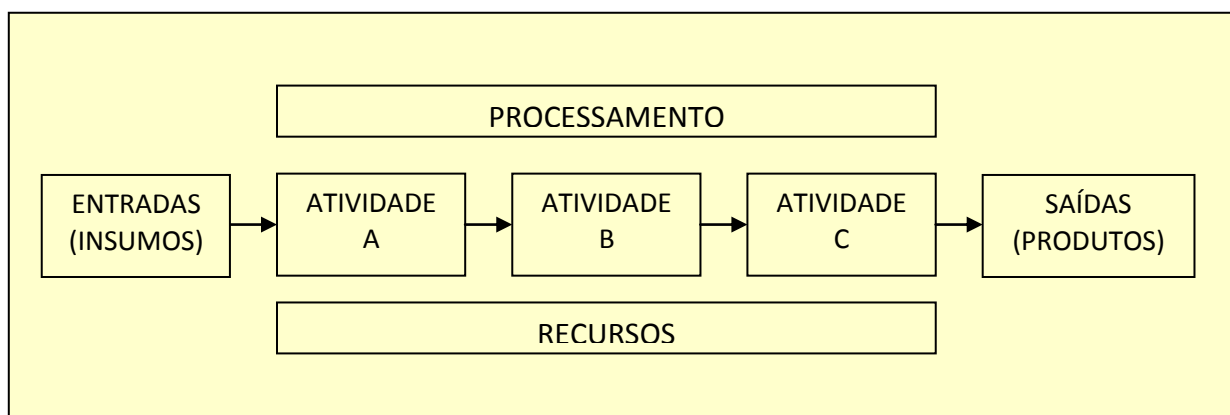 PROCESSAMENTO
ENTRADAS
(INSUMOS)
ATIVIDADE
A
ATIVIDADE
B
ATIVIDADE
C
SAÍDAS
(PRODUTOS)
RECURSOS